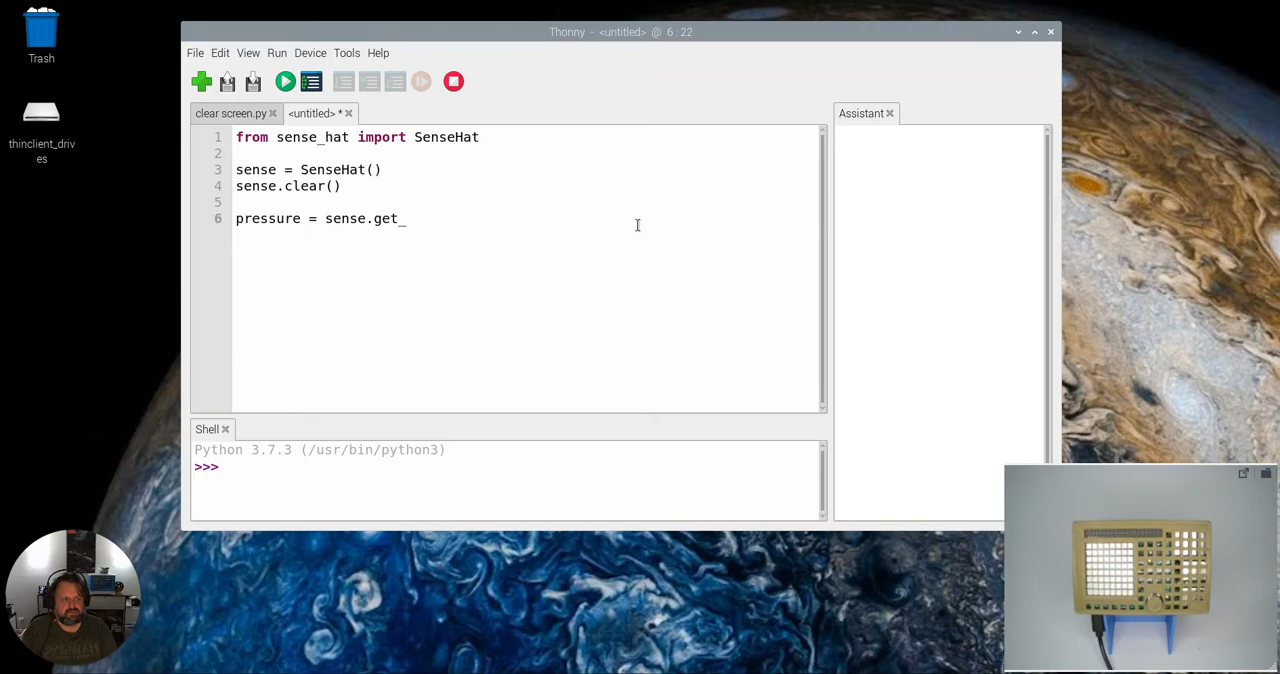 Trash
thinclient_driv
es
Thonny - <untitled> @ 6 : 22
File Edit View Run Device Tools Help
clear screen.py
<untitled> *
Assistant
1 from sense_hat import SenseHat
2
3 sense = SenseHat()
4 sense.clear()
5
6 pressure = sense.get_
Shell
Python 3.7.3 (/usr/bin/python3)
>>>